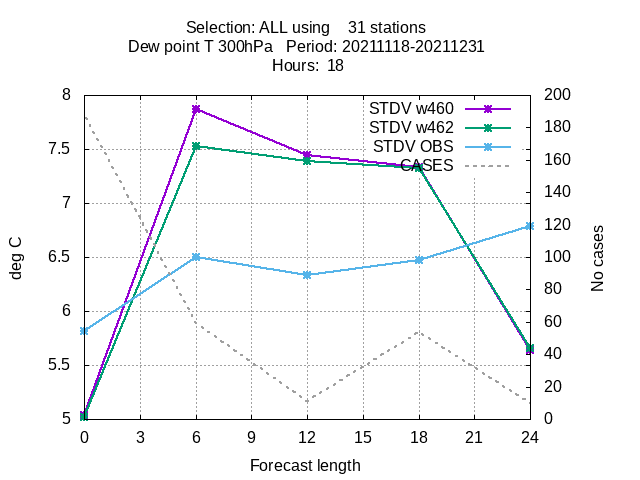 Selection: ALL using    31 stations
Dew point T 300hPa   Period: 20211118-20211231
Hours:  18
8
7.5
7
6.5
6
5.5
5
200
180
160
140
120
100
80
60
40
20
0
STDV w460
STDV w462
STDV OBS
CASES
deg C
No cases
0 3 6 9 12 15 18 21 24
Forecast length